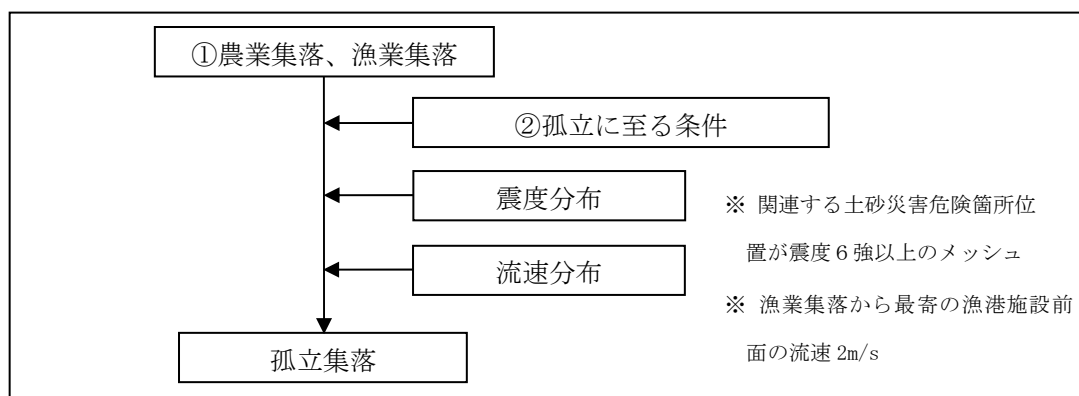 ①農業集落、漁業集落
②孤立に至る条件
震度分布
※ 関連する土砂災害危険箇所位
置が震度6強以上のメッシュ
流速分布
※ 漁業集落から最寄の漁港施設前
面の流速 2m/s
孤立集落